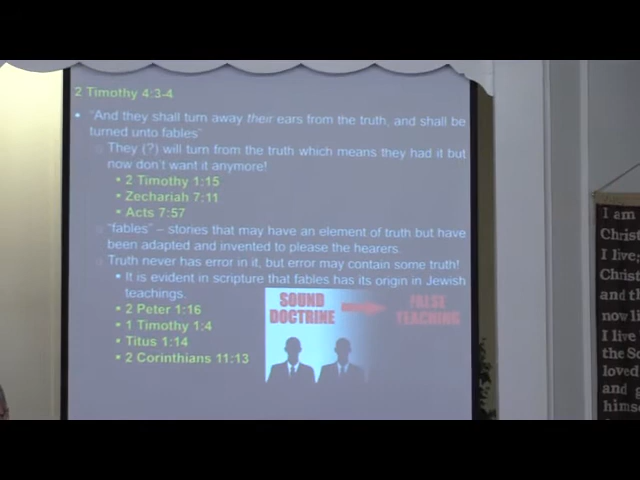 2 Timothy 4:3-4
• "And they shall turn away their ears from the truth, and shall be
turned unto fables"
They (?) will turn from the truth which means they had it but
now don't want it anymore!
• 2 Timothy 1:15
• Zechariah 7:11
• Acts 7:57
"fables" – stories that may have an element of truth but have
been adapted and invented to please the hearers.
Truth never has error in it, but error may contain some truth!
• It is evident in scripture that fables has its origin in Jewish
teachings.
• 2 Peter 1:16
• 1 Timothy 1:4
• Titus 1:14
• 2 Corinthians 11:13
SOUND
DOCTRINE
FALSE
TEACHING
I am
Christ
I live;
Christ
and th
now li
I live
the So
loved
and g
himse